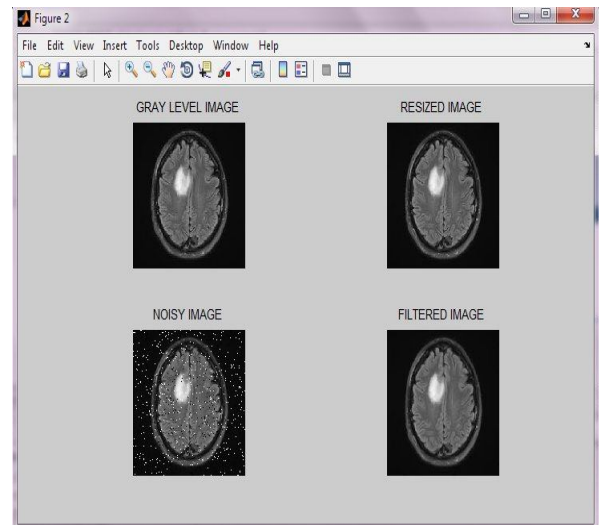 Figure 2
File Edit View Insert Tools Desktop Window Help
GRAY LEVEL IMAGE RESIZED IMAGE
NOISY IMAGE FILTERED IMAGE